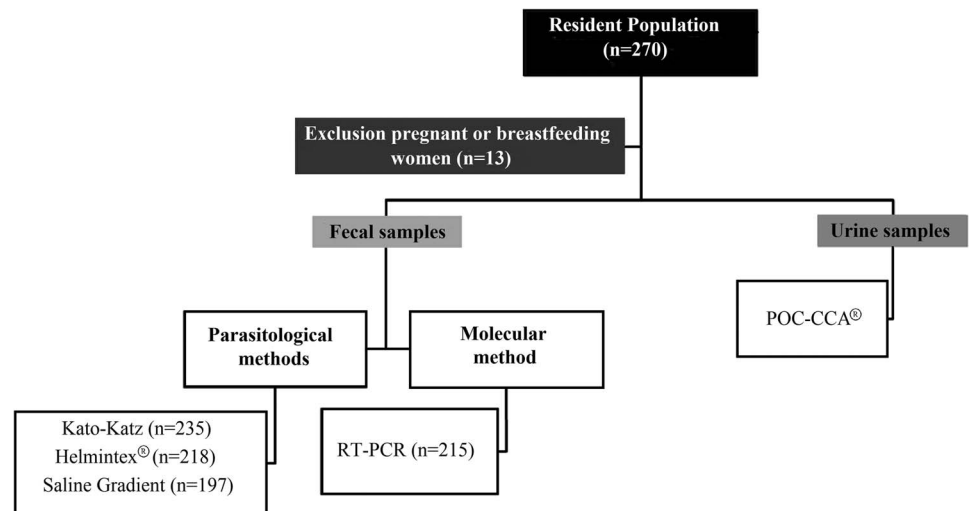 Resident Population
(n=270)
Exclusion pregnant or breastfeeding
women (n=13)
Fecal samples
Urine samples
POC-CCA®
Parasitological
methods
Molecular
method
Kato-Katz (n=235)
Helmintex® (n=218)
Saline Gradient (n=197)
RT-PCR (n=215)